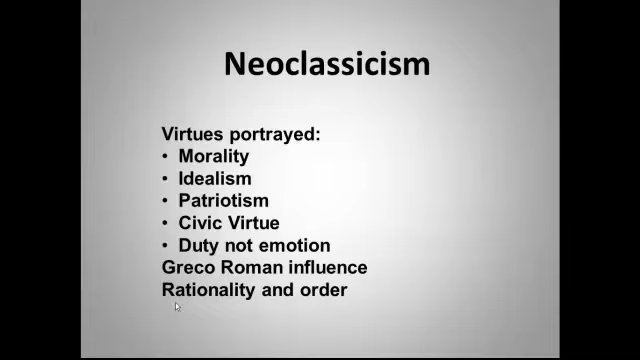 Neoclassicism
Virtues portrayed:
• Morality
• Idealism
• Patriotism
• Civic Virtue
• Duty not emotion
Greco Roman influence
Rationality and order